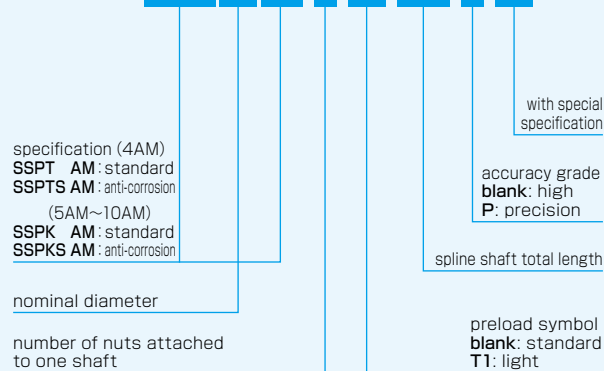 specification (4AM)
SSPT AM : standard
SSPTS AM : anti-corrosion
(5AM～10AM)
SSPK AM : standard
SSPKS AM : anti-corrosion
nominal diameter
number of nuts attached
to one shaft
with special
specification
accuracy grade
blank: high
P: precision
spline shaft total length
preload symbol
blank: standard
T1: light